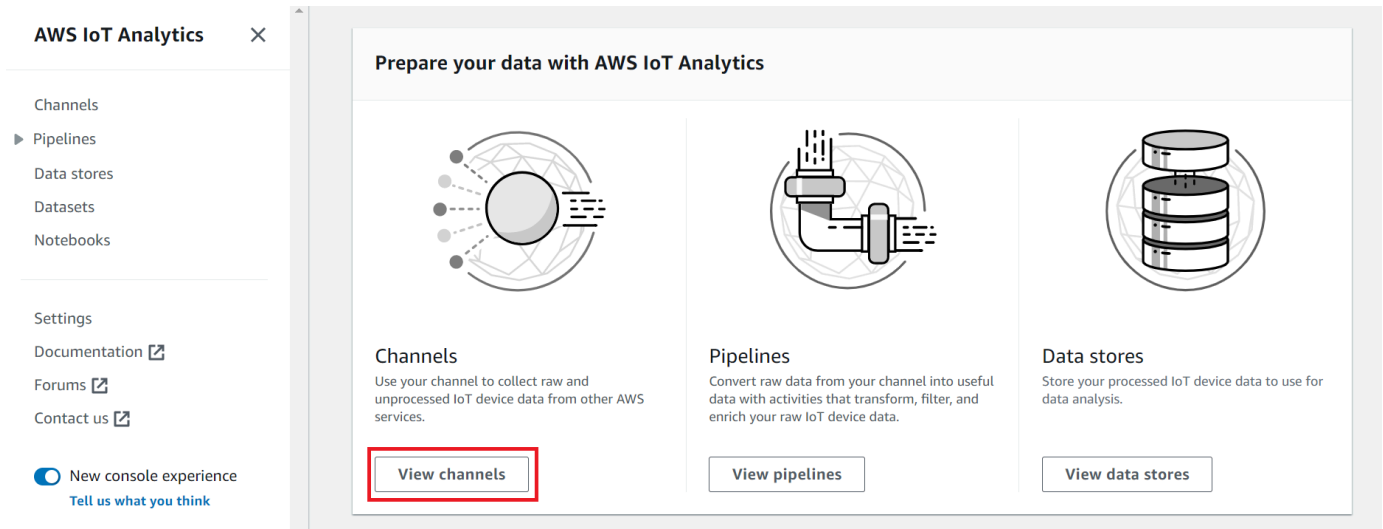 AWS IoT Analytics
Channels
Pipelines
Data stores
Datasets
Notebooks
Settings
Documentation
Forums
Contact us
New console experience
Tell us what you think
Prepare your data with AWS IoT Analytics
Channels
Use your channel to collect raw and
unprocessed IoT device data from other AWS
services.
View channels
Pipelines
Convert raw data from your channel into useful
data with activities that transform, filter, and
enrich your raw IoT device data.
View pipelines
Data stores
Store your processed IoT device data to use for
data analysis.
View data stores